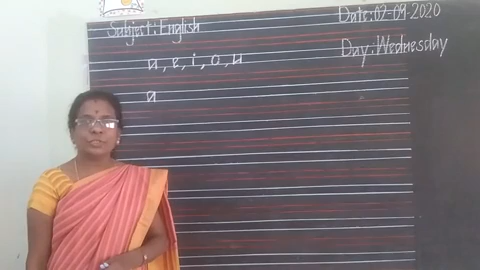 Subject: English
Date: 02-09-2020
Day: Wednesday
a, e, i, o, u
a